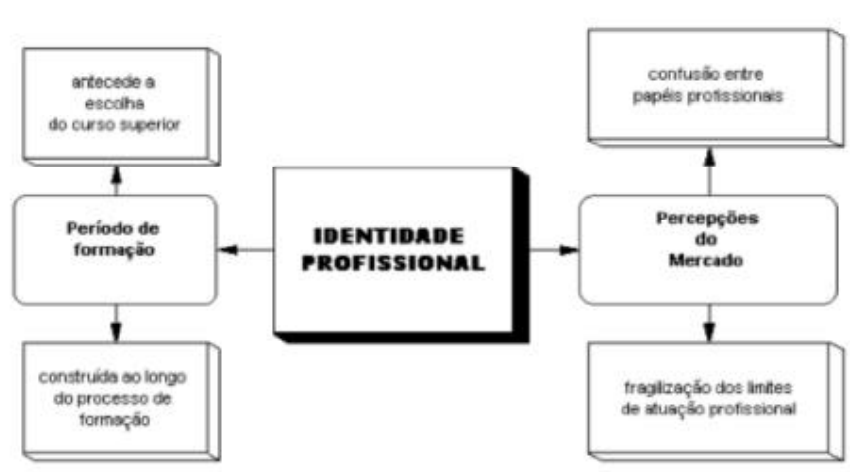 antecede a
escolha
do curso superior
Período de
formação
construída ao longo
do processo de
formação
IDENTIDADE
PROFISSIONAL
confusão entre
papéis profissionais
Percepções
do
Mercado
fragilização dos limites
de atuação profissional